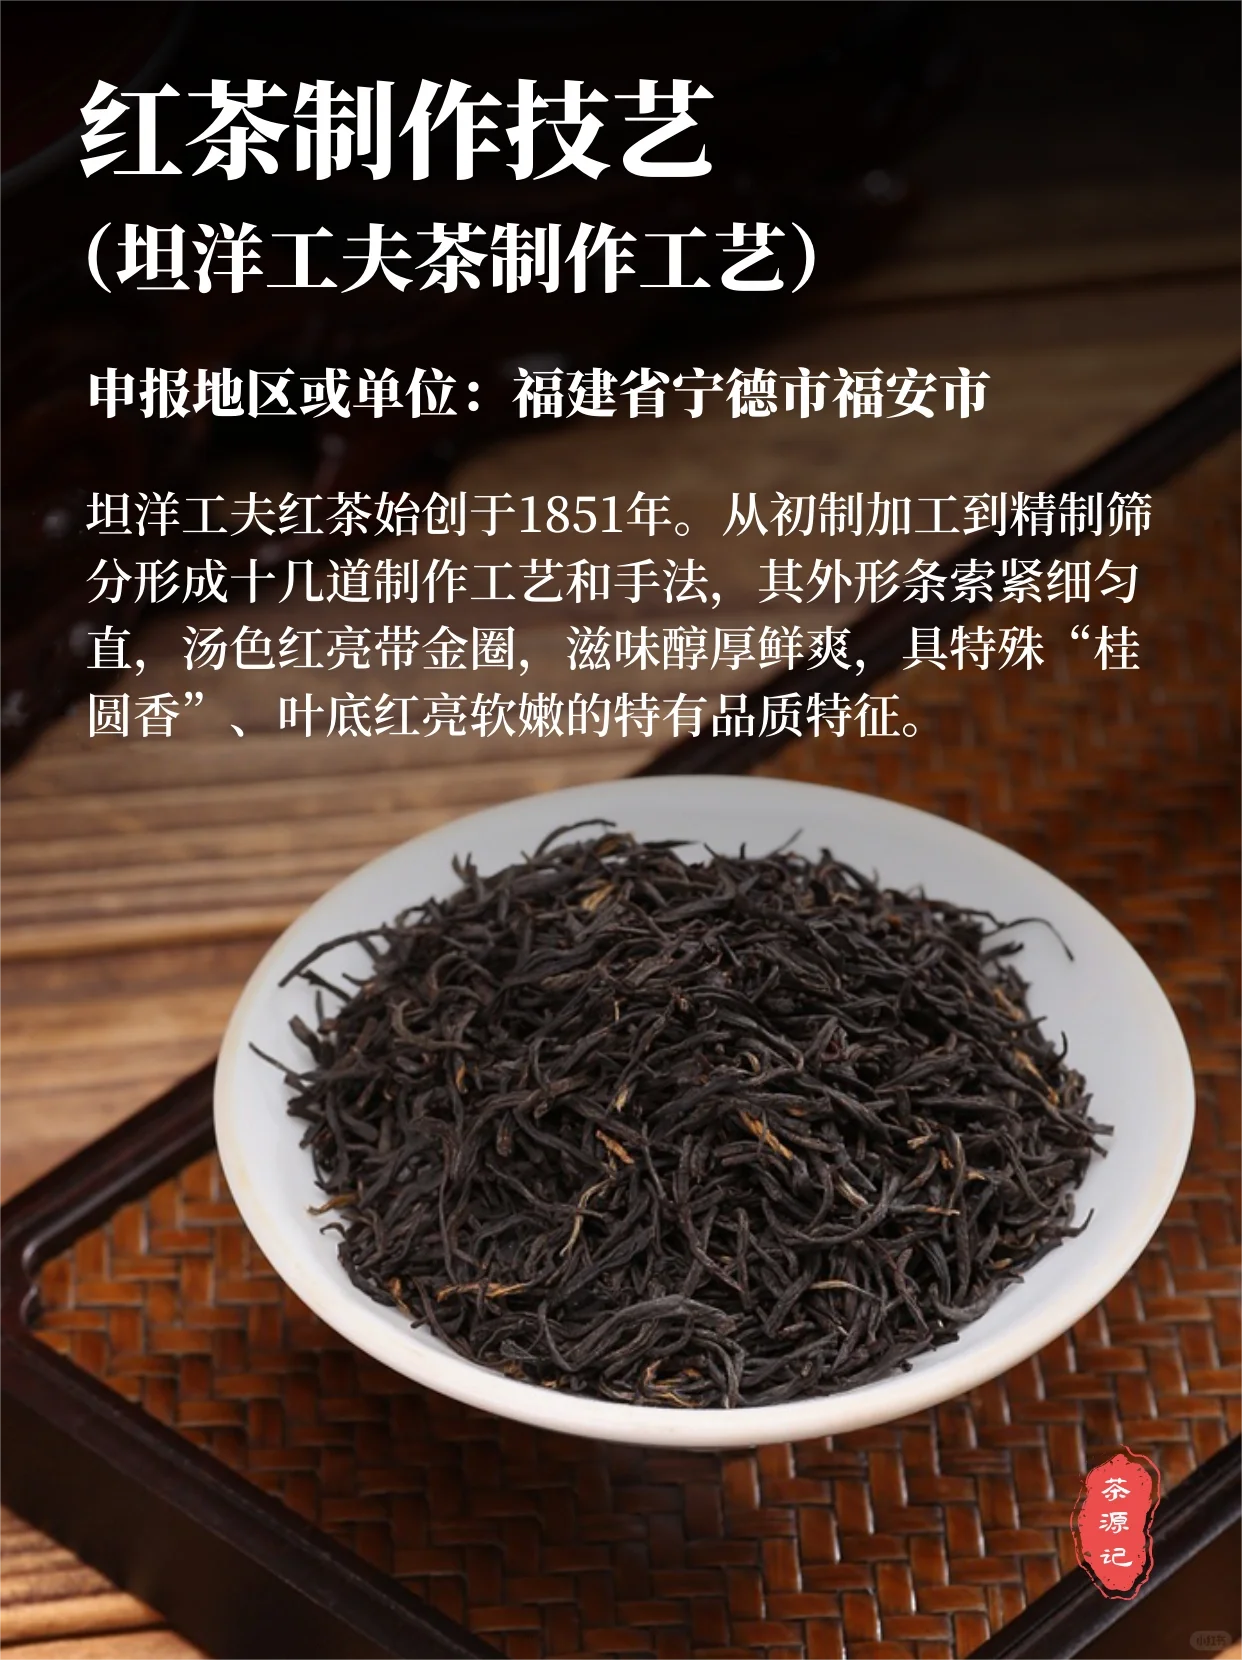 红茶制作技艺
（坦洋工夫茶制作工艺）
申报地区或单位：福建省宁德市福安市
坦洋工夫红茶始创于1851年。从初制加工到精制筛
分形成十几道制作工艺和手法，其外形条索紧细匀
直，汤色红亮带金圈，滋味醇厚鲜爽，具特殊“桂
圆香”、叶底红亮软嫩的特有品质特征。
茶
源
记
小红书